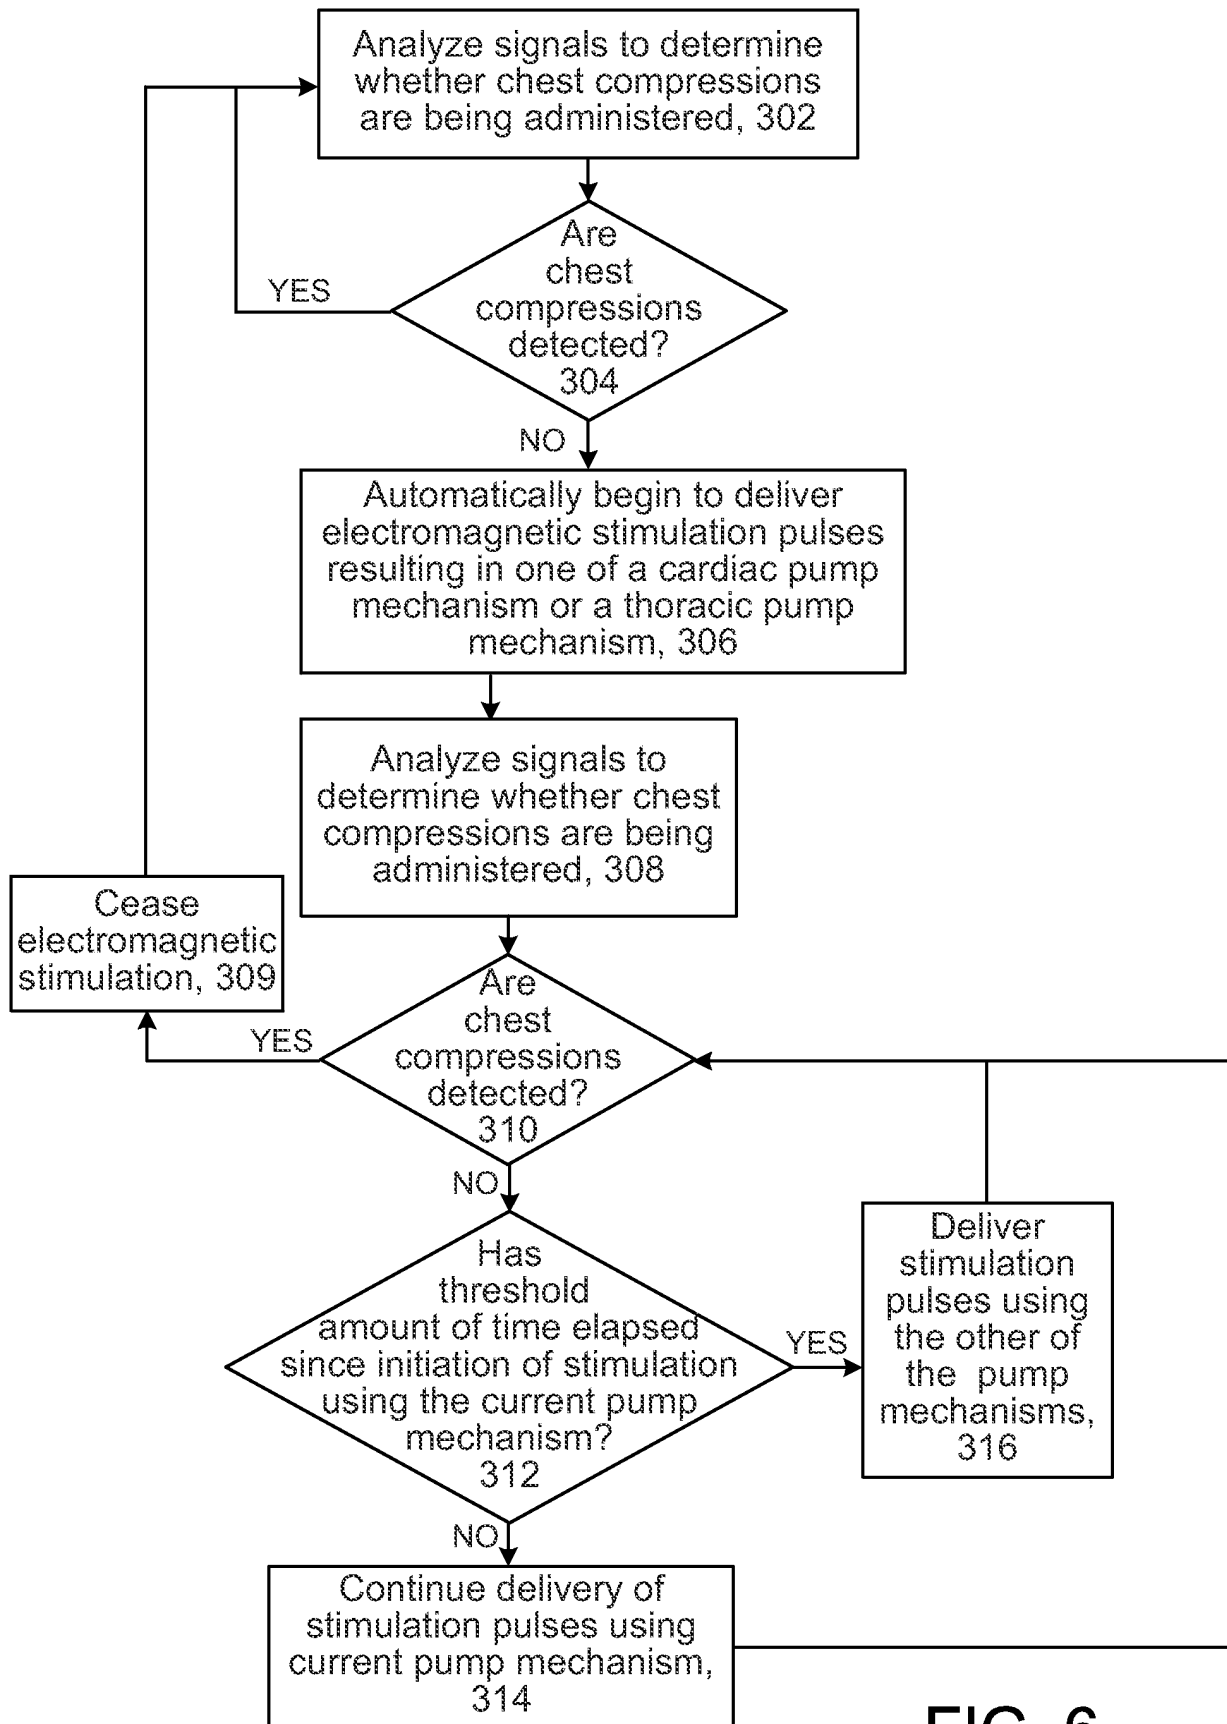 Analyze signals to determine
whether chest compressions
are being administered, 302
Are
chest
compressions
detected?
304
YES
NO
Automatically begin to deliver
electromagnetic stimulation pulses
resulting in one of a cardiac pump
mechanism or a thoracic pump
mechanism, 306
Analyze signals to
determine whether chest
compressions are being
administered, 308
Cease
electromagnetic
stimulation, 309
Are
chest
compressions
detected?
310
YES
NO
Has
threshold
amount of time elapsed
since initiation of stimulation
using the current pump
mechanism?
312
YES
Deliver
stimulation
pulses using
the other of
the pump
mechanisms,
316
NO
Continue delivery of
stimulation pulses using
current pump mechanism,
314
FIG. 6